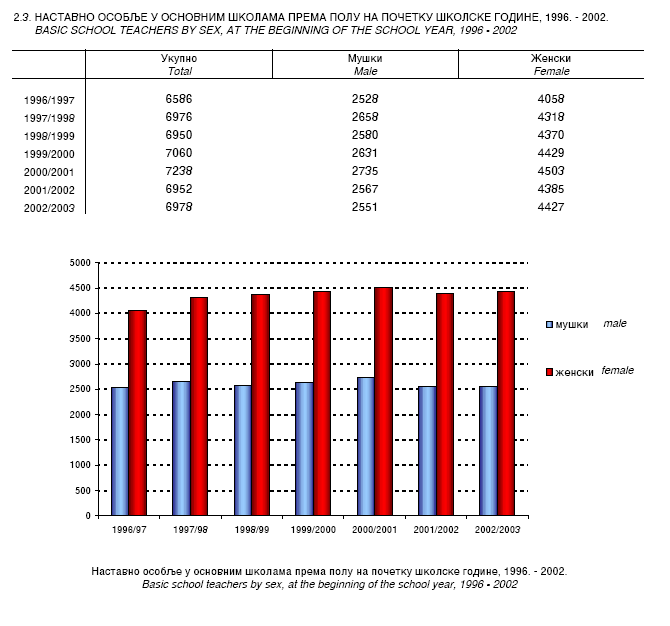 2.3. НАСТАВНО ОСОБЉЕ У ОСНОВНИМ ШКОЛАМА ПРЕМА ПОЛУ НА ПОЧЕТКУ ШКОЛСКЕ ГОДИНЕ, 1996. - 2002.
BASIC SCHOOL TEACHERS BY SEX, AT THE BEGINNING OF THE SCHOOL YEAR, 1996 - 2002
Укупно Мушки Женски
Total Male Female
1996/1997 6586 2528 4058
1997/1998 6976 2658 4318
1998/1999 6950 2580 4370
1999/2000 7060 2631 4429
2000/2001 7238 2735 4503
2001/2002 6952 2567 4385
2002/2003 6978 2551 4427
5000
4500
4000
3500
3000
2500
2000
1500
1000
500
0
мушки male
женски female
1996/97 1997/98 1998/99 1999/2000 2000/2001 2001/2002 2002/2003
Наставно особље у основним школама према полу на почетку школске године, 1996. - 2002.
Basic school teachers by sex, at the beginning of the school year, 1996 - 2002